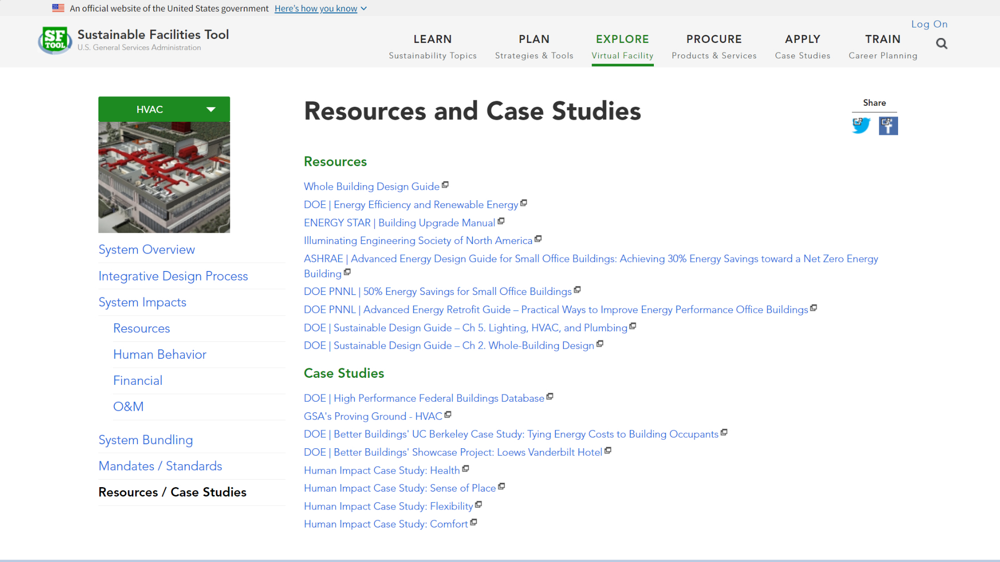 An official website of the United States government Here's how you know
SF TOOL
Sustainable Facilities Tool
U.S. General Services Administration
Log On
LEARN
Sustainability Topics
PLAN
Strategies & Tools
EXPLORE
Virtual Facility
PROCURE
Products & Services
APPLY
Case Studies
TRAIN
Career Planning
HVAC
System Overview
Integrative Design Process
System Impacts
Resources
Human Behavior
Financial
O&M
System Bundling
Mandates / Standards
Resources / Case Studies
Resources and Case Studies
Share
Resources
Whole Building Design Guide
DOE | Energy Efficiency and Renewable Energy
ENERGY STAR | Building Upgrade Manual
Illuminating Engineering Society of North America
ASHRAE | Advanced Energy Design Guide for Small Office Buildings: Achieving 30% Energy Savings toward a Net Zero Energy
Building
DOE PNNL | 50% Energy Savings for Small Office Buildings
DOE PNNL | Advanced Energy Retrofit Guide – Practical Ways to Improve Energy Performance Office Buildings
DOE | Sustainable Design Guide – Ch 5. Lighting, HVAC, and Plumbing
DOE | Sustainable Design Guide – Ch 2. Whole-Building Design
Case Studies
DOE | High Performance Federal Buildings Database
GSA's Proving Ground - HVAC
DOE | Better Buildings' UC Berkeley Case Study: Tying Energy Costs to Building Occupants
DOE | Better Buildings' Showcase Project: Loews Vanderbilt Hotel
Human Impact Case Study: Health
Human Impact Case Study: Sense of Place
Human Impact Case Study: Flexibility
Human Impact Case Study: Comfort